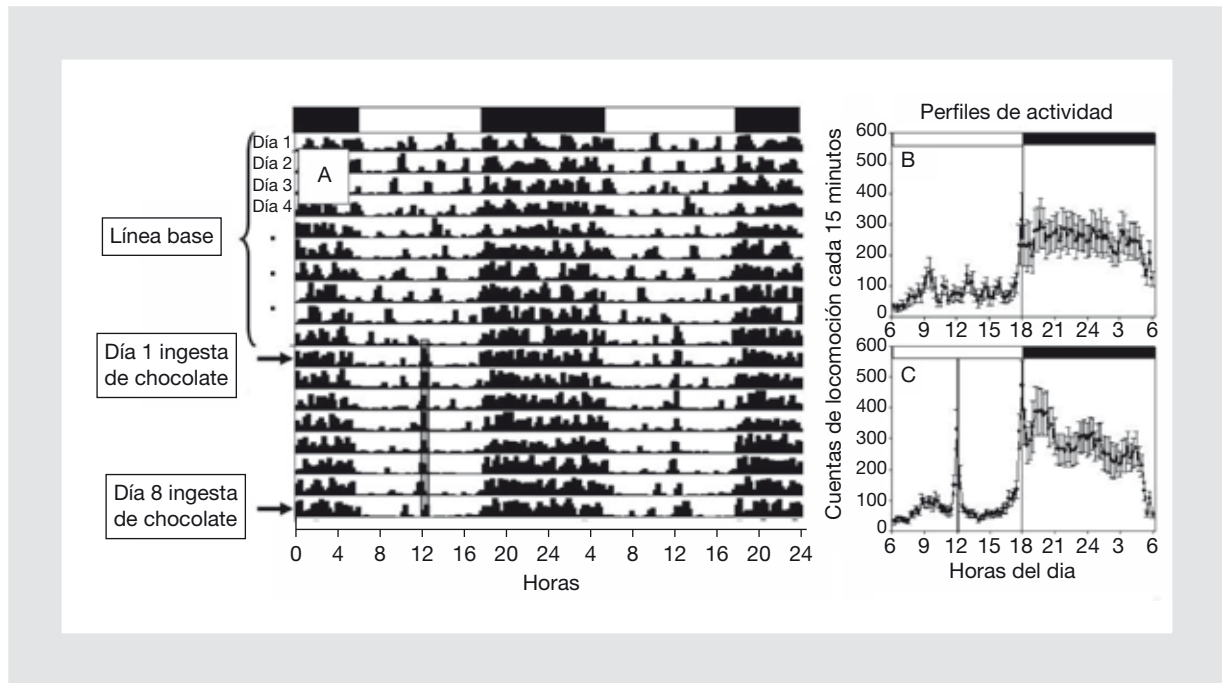 Perfiles de actividad
Día 1
Día 2
Día 3
Día 4
A
Línea base
Día 1 ingesta
de chocolate
Día 8 ingesta
de chocolate
0 4 8 12 16 20 24 4 8 12 16 20 24
Horas
Cuentas de locomoción cada 15 minutos
600
500
400
300
200
100
0
B
6 9 12 15 18 21 24 3 6
600
500
400
300
200
100
0
C
6 9 12 15 18 21 24 3 6
Horas del dia